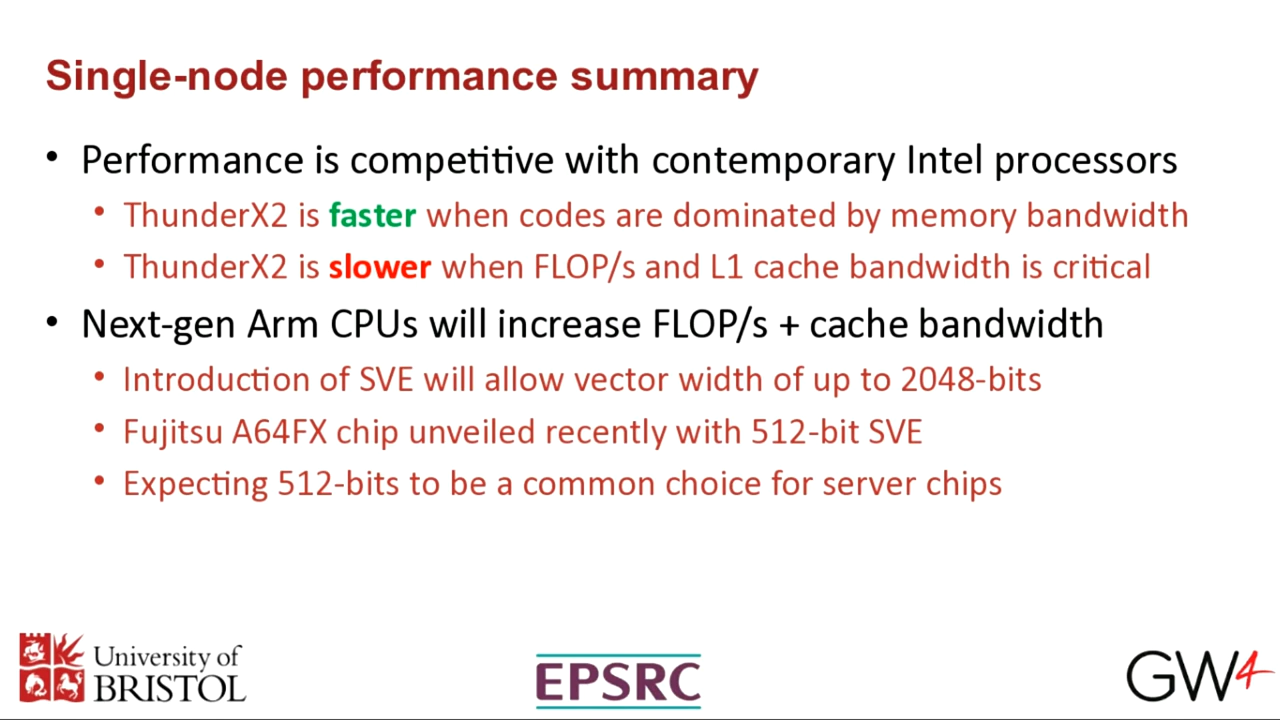 Single-node performance summary
• Performance is competitive with contemporary Intel processors
• ThunderX2 is faster when codes are dominated by memory bandwidth
• ThunderX2 is slower when FLOP/s and L1 cache bandwidth is critical
• Next-gen Arm CPUs will increase FLOP/s + cache bandwidth
• Introduction of SVE will allow vector width of up to 2048-bits
• Fujitsu A64FX chip unveiled recently with 512-bit SVE
• Expecting 512-bits to be a common choice for server chips
University of
BRISTOL
EPSRC
GW4